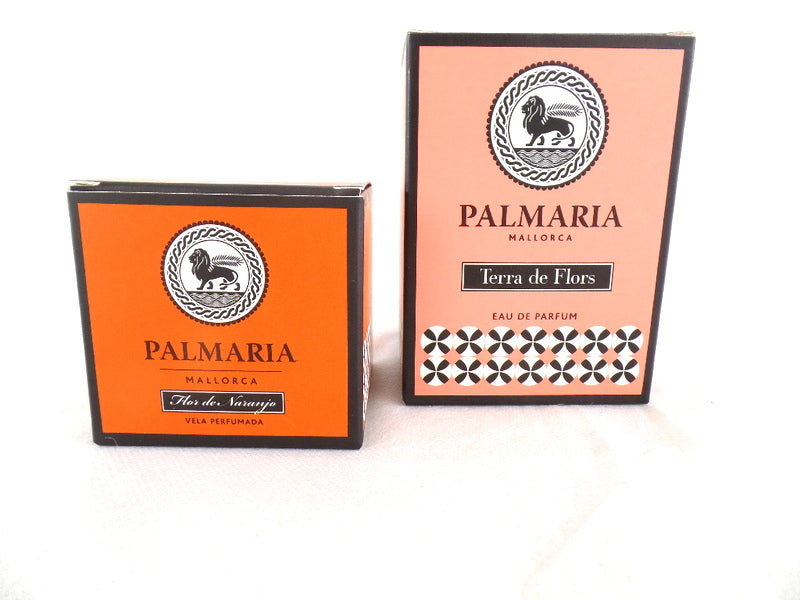 PALMARIA
MALLORCA
Flor de Naranjo
VELA PERFUMADA
PALMARIA
MALLORCA
Terra de Flors
EAU DE PARFUM